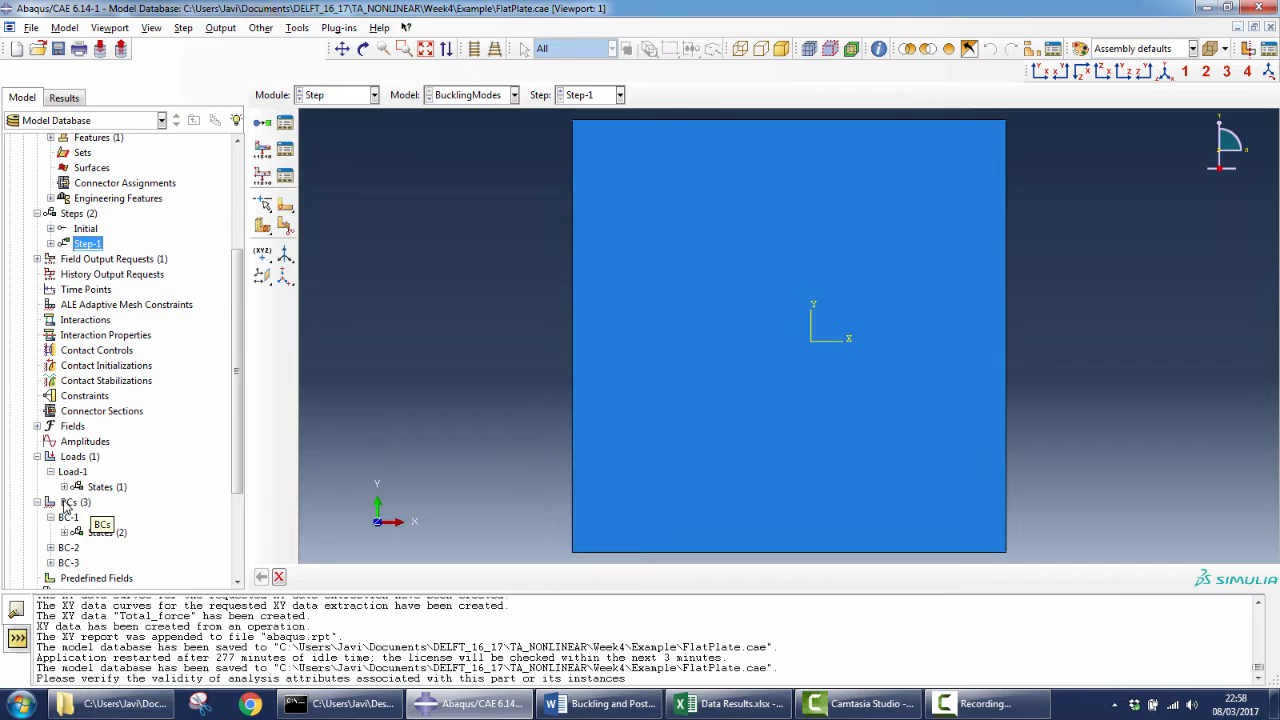 Abaqus/CAE 6.14-1 - Model Database: C:\Users\Javi\Documents\DELFT_16_17\TA_NONLINEAR\Week4\Example\FlatPlate.cae [Viewport: 1]
File Model Viewport View Step Output Other Tools Plug-ins Help
All
Assembly defaults
1 2 3 4
Model Results
Module: Step Model: BucklingModes Step: Step-1
Model Database
Features (1)
Sets
Surfaces
Connector Assignments
Engineering Features
Steps (2)
Initial
Step-1
Field Output Requests (1)
History Output Requests
Time Points
ALE Adaptive Mesh Constraints
Interactions
Interaction Properties
Contact Controls
Contact Initializations
Contact Stabilizations
Constraints
Connector Sections
Fields
Amplitudes
Loads (1)
Load-1
States (1)
BCs (3)
BC-1
BCs
States (2)
BC-2
BC-3
Predefined Fields
Y
X
Y
X
Y
X
SIMULIA
The XY data curves for the requested XY data extraction have been created.
The XY data "Total_force" has been created.
XY data has been created from an operation.
The XY report was appended to file "abaqus.rpt".
The model database has been saved to "C:\Users\Javi\Documents\DELFT_16_17\TA_NONLINEAR\Week4\Example\FlatPlate.cae".
Application restarted after 277 minutes of idle time; the license will be checked within the next 3 minutes.
The model database has been saved to "C:\Users\Javi\Documents\DELFT_16_17\TA_NONLINEAR\Week4\Example\FlatPlate.cae".
Please verify the validity of analysis attributes associated with this part or its instances
C:\Users\Javi\Doc...
C:\Users\Javi\Des...
Abaqus/CAE 6.14...
Buckling and Post...
Data Results.xlsx -...
Camtasia Studio -...
Recording...
22:58
08/03/2017